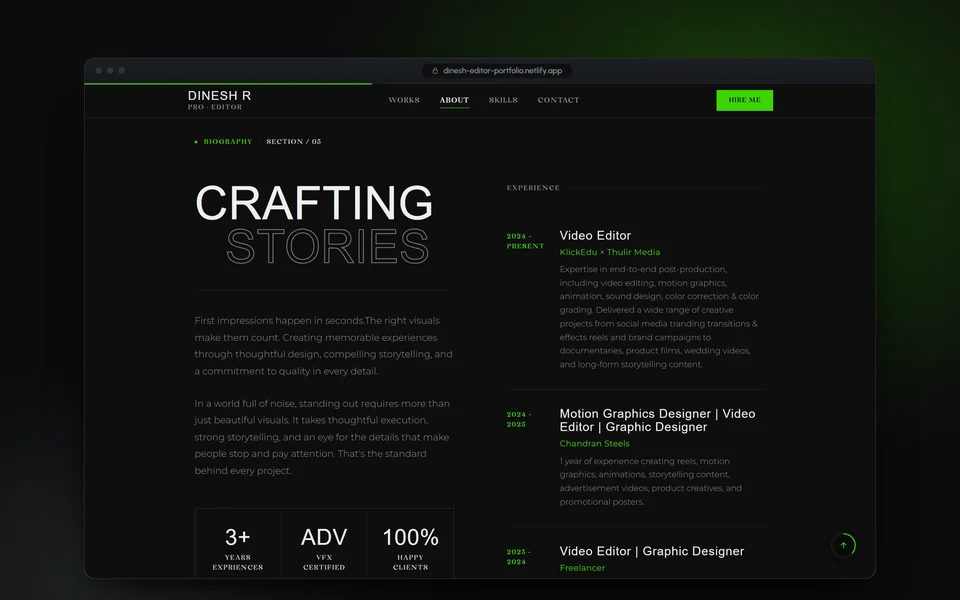 dinesh-editor-portfolio.netlify.app
DINESH R
PRO · EDITOR
WORKS
ABOUT
SKILLS
CONTACT
HIRE ME
BIOGRAPHY
SECTION / 03
CRAFTING
STORIES
First impressions happen in seconds.The right visuals
make them count. Creating memorable experiences
through thoughtful design, compelling storytelling, and
a commitment to quality in every detail.
In a world full of noise, standing out requires more than
just beautiful visuals. It takes thoughtful execution,
strong storytelling, and an eye for the details that make
people stop and pay attention. That's the standard
behind every project.
3+
YEARS
EXPRIENCES
ADV
VFX
CERTIFIED
100%
HAPPY
CLIENTS
EXPERIENCE
2024 –
PRESENT
Video Editor
KlickEdu × Thulir Media
Expertise in end-to-end post-production,
including video editing, motion graphics,
animation, sound design, color correction & color
grading. Delivered a wide range of creative
projects from social media tranding transitions &
effects reels and brand campaigns to
documentaries, product films, wedding videos,
and long-form storytelling content.
2024 –
2025
Motion Graphics Designer | Video
Editor | Graphic Designer
Chandran Steels
1 year of experience creating reels, motion
graphics, animations, storytelling content,
advertisement videos, product creatives, and
promotional posters.
2023 –
2024
Video Editor | Graphic Designer
Freelancer